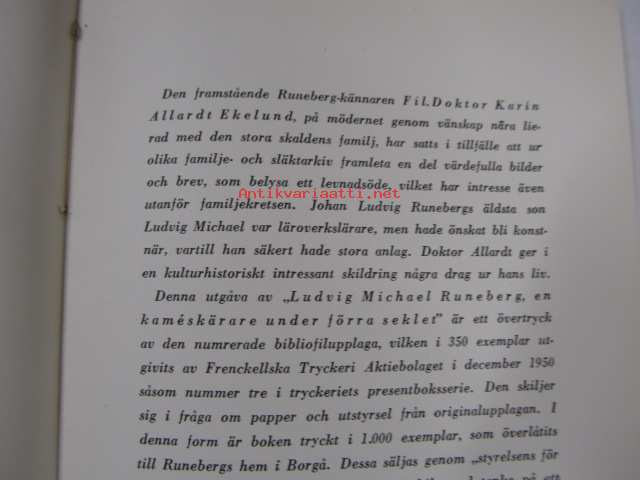 Den framstående Runeberg-kännaren Fil.Doktor Karin
Allardt Ekelund, på mödernet genom vänskap nära lie-
rad med den stora skaldens familj, har satts i tillfälle att ur
olika familje- och släktarkiv framleta en del värdefulla bilder
och brev, som belysa ett levnadsöde, vilket har intresse även
Antikvariaatti.net
utanför familjekretsen. Johan Ludvig Runebergs äldsta son
Ludvig Michael var läroverkslärare, men hade önskat bli konst-
när, vartill han säkert hade stora anlag. Doktor Allardt ger i
en kulturhistoriskt intressant skildring några drag ur hans liv.
Denna utgåva av „Ludvig Michael Runeberg, en
kaméskärare under förra seklet" är ett övertryck
av den numrerade bibliofilupplaga, vilken i 350 exemplar ut-
givits av Frenckellska Tryckeri Aktiebolaget i december 1950
såsom nummer tre i tryckeriets presentboksserie. Den skiljer
sig i fråga om papper och utstyrsel från originalupplagan. I
denna form är boken tryckt i 1.000 exemplar, som överlåtits
till Runebergs hem i Borgå. Dessa säljas genom „styrelsens för
på ett